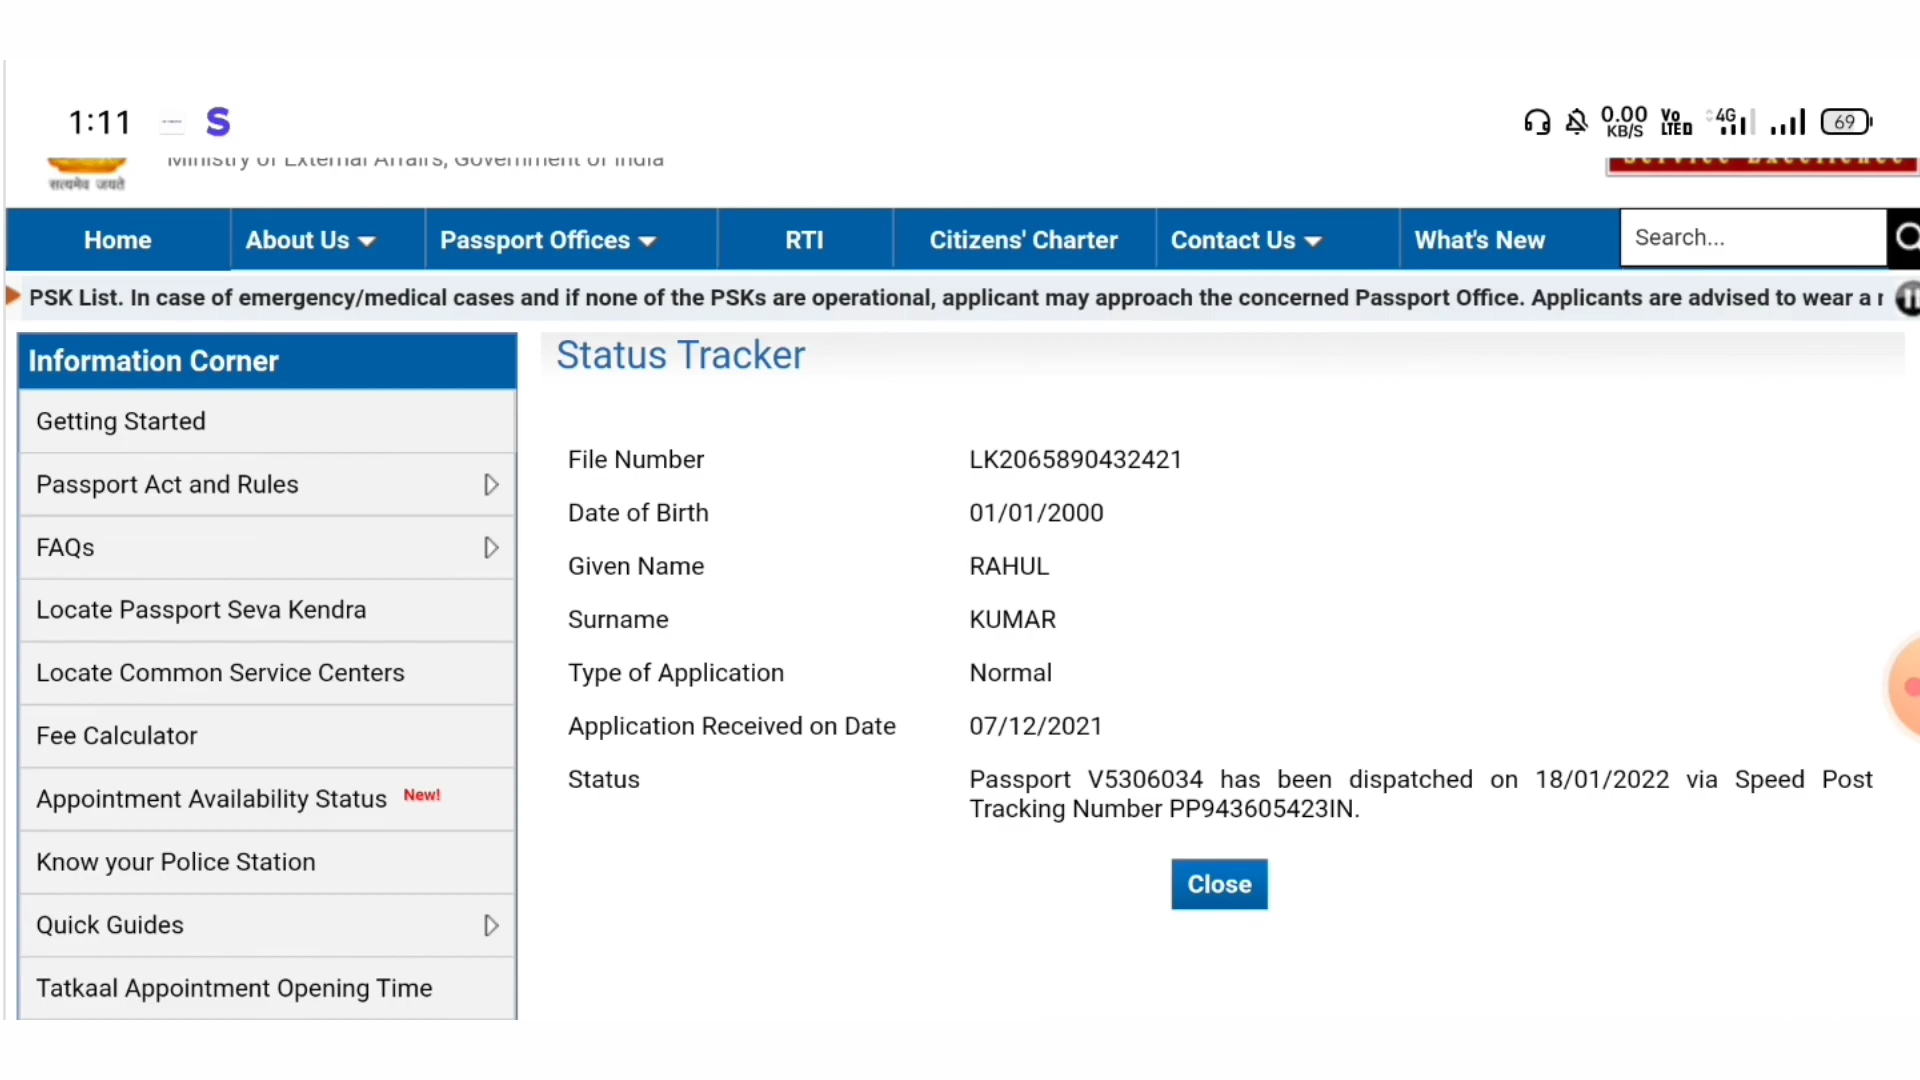 1:11 S 0.00 KB/S Vo LTE 4G 69
सत्यमेव जयते
Ministry of External Affairs, Government of India
Service Excellence
Home About Us Passport Offices RTI Citizens' Charter Contact Us What's New Search...
PSK List. In case of emergency/medical cases and if none of the PSKs are operational, applicant may approach the concerned Passport Office. Applicants are advised to wear a
Information Corner
Getting Started
Passport Act and Rules
FAQs
Locate Passport Seva Kendra
Locate Common Service Centers
Fee Calculator
Appointment Availability Status New!
Know your Police Station
Quick Guides
Tatkaal Appointment Opening Time
Status Tracker
File Number LK2065890432421
Date of Birth 01/01/2000
Given Name RAHUL
Surname KUMAR
Type of Application Normal
Application Received on Date 07/12/2021
Status Passport V5306034 has been dispatched on 18/01/2022 via Speed Post
Tracking Number PP943605423IN.
Close